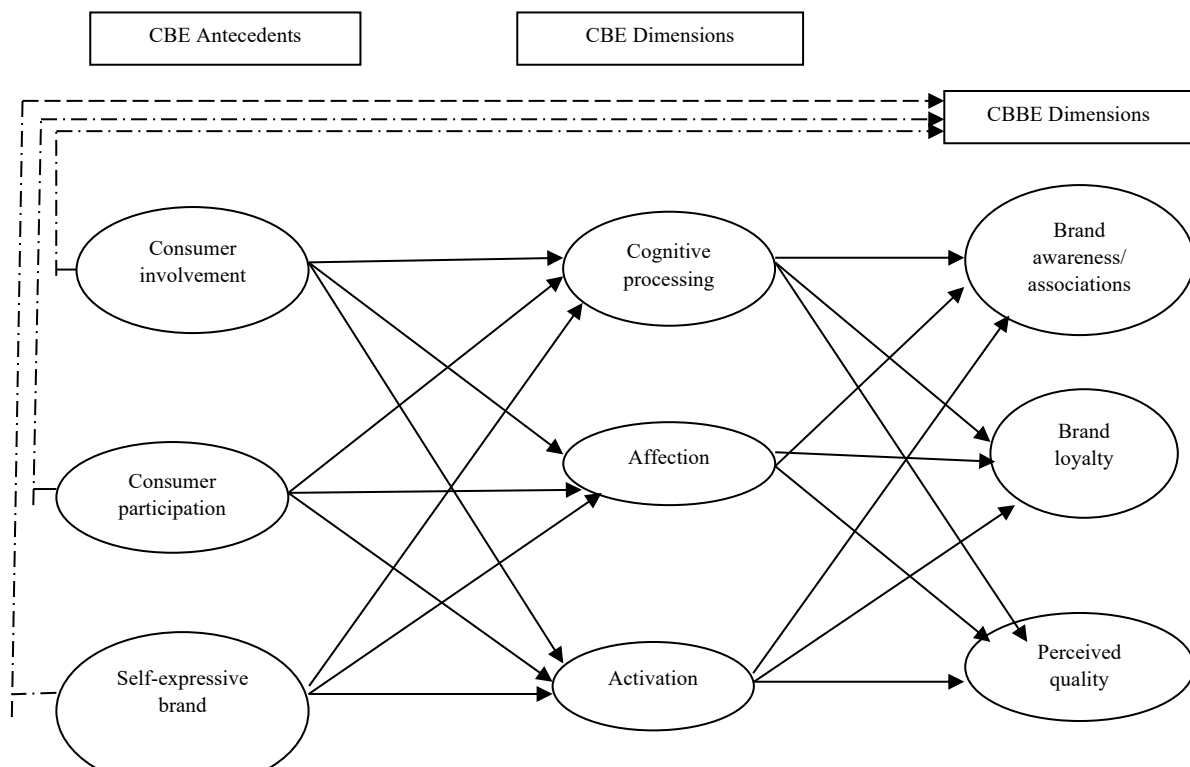 CBE Antecedents
CBE Dimensions
CBBE Dimensions
Consumer
involvement
Cognitive
processing
Brand
awareness/
associations
Consumer
participation
Affection
Brand
loyalty
Self-expressive
brand
Activation
Perceived
quality